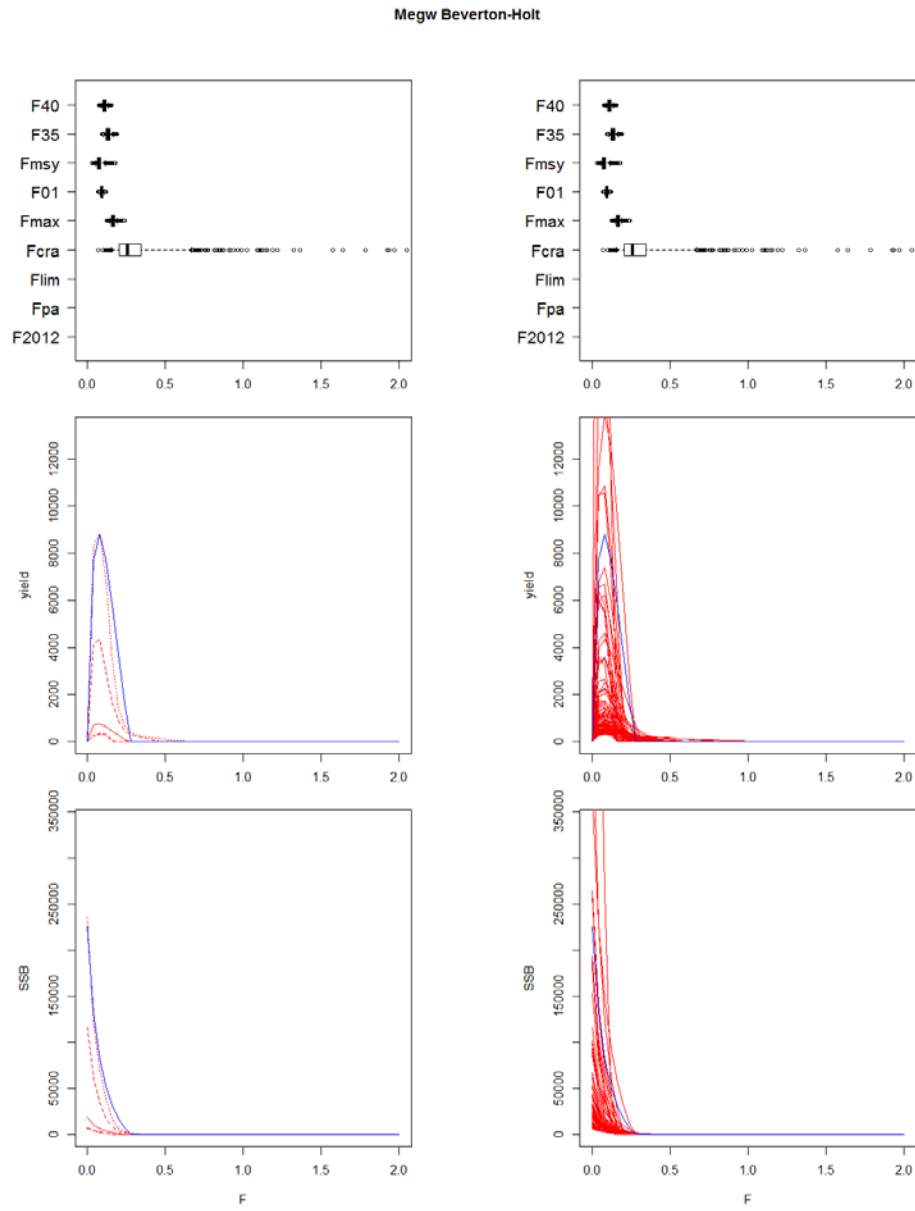 Megw Beverton-Holt
F40
F35
Fmsy
F01
Fmax
Fcra
Flim
Fpa
F2012
0.0 0.5 1.0 1.5 2.0
F40
F35
Fmsy
F01
Fmax
Fcra
Flim
Fpa
F2012
0.0 0.5 1.0 1.5 2.0
yield
0 2000 4000 6000 8000 10000 12000
0.0 0.5 1.0 1.5 2.0
F
yield
0 2000 4000 6000 8000 10000 12000
0.0 0.5 1.0 1.5 2.0
F
SSB
0 50000 150000 250000 350000
0.0 0.5 1.0 1.5 2.0
F
SSB
0 50000 150000 250000 350000
0.0 0.5 1.0 1.5 2.0
F